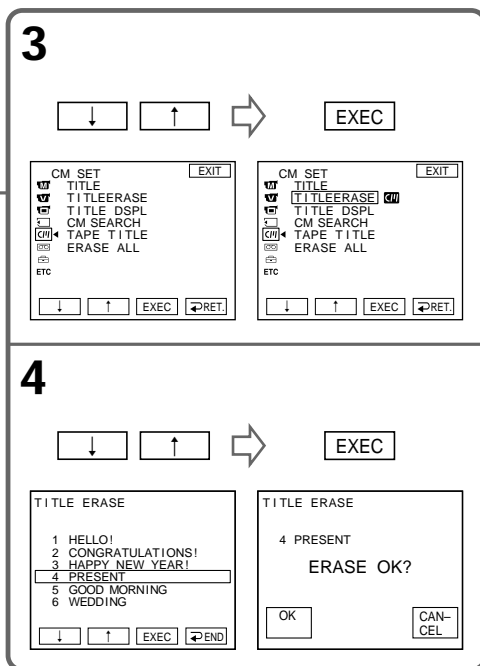 3
↓ ↑ EXEC
CM SET EXIT
TITLE
TITLEERASE
TITLE DSPL
CM SEARCH
TAPE TITLE
ERASE ALL
ETC
↓ ↑ EXEC RET.
CM SET EXIT
TITLE
TITLEERASE
TITLE DSPL
CM SEARCH
TAPE TITLE
ERASE ALL
ETC
↓ ↑ EXEC RET.
4
↓ ↑ EXEC
TITLE ERASE
1 HELLO!
2 CONGRATULATIONS!
3 HAPPY NEW YEAR!
4 PRESENT
5 GOOD MORNING
6 WEDDING
↓ ↑ EXEC END
TITLE ERASE
4 PRESENT
ERASE OK?
OK CAN–
CEL